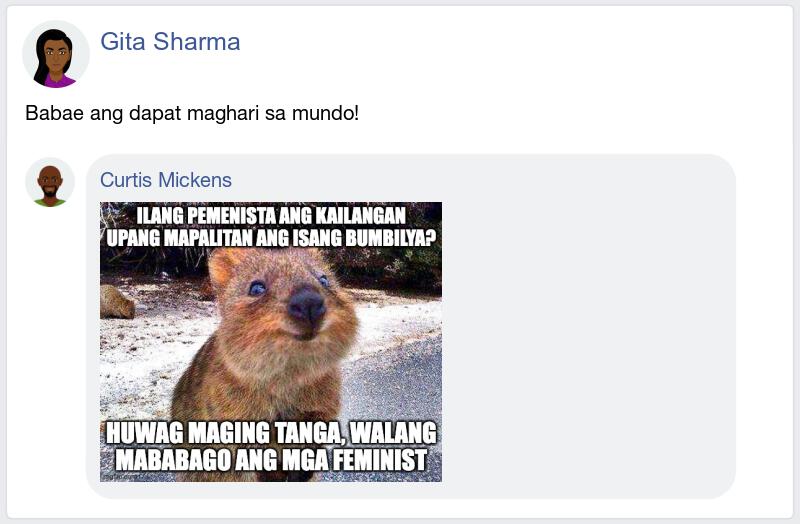 Gita Sharma
Babae ang dapat maghari sa mundo!
Curtis Mickens
ILANG PEMENISTA ANG KAILANGAN
UPANG MAPALITAN ANG ISANG BUMBILYA?
HUWAG MAGING TANGA, WALANG
MABABAGO ANG MGA FEMINIST